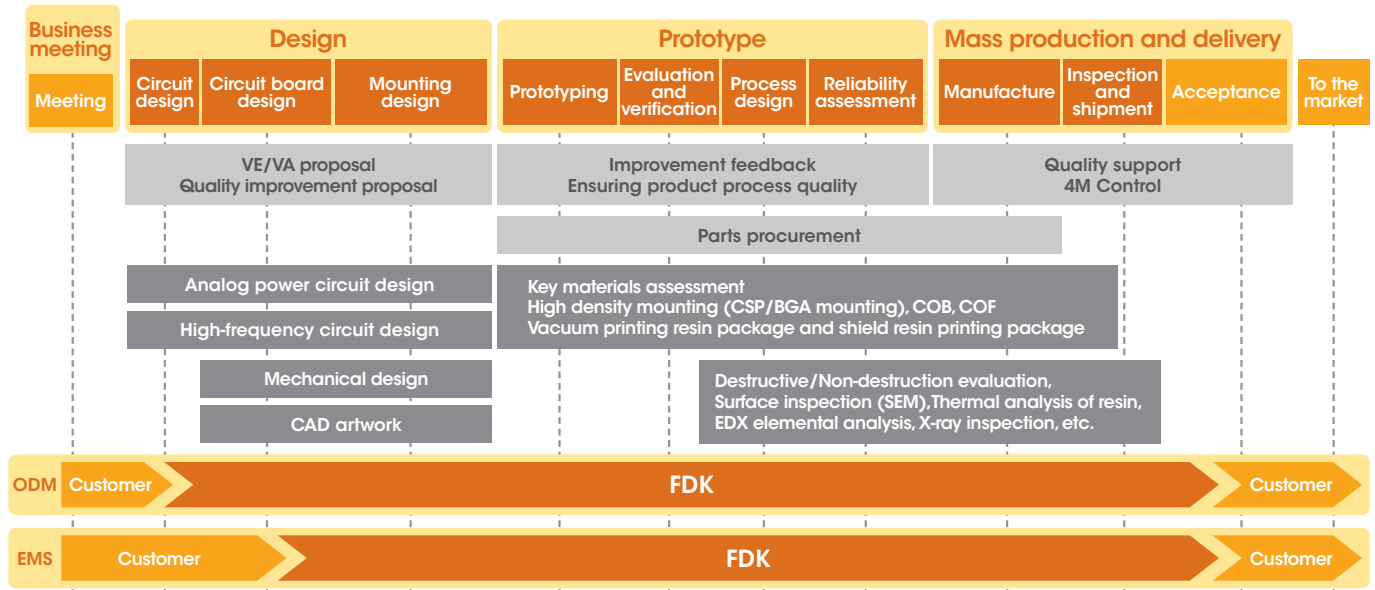 Business
meeting
Design
Prototype
Mass production and delivery
Meeting
Circuit
design
Circuit board
design
Mounting
design
Prototyping
Evaluation
and
verification
Process
design
Reliability
assessment
Manufacture
Inspection
and
shipment
Acceptance
To the
market
VE/VA proposal
Quality improvement proposal
Improvement feedback
Ensuring product process quality
Quality support
4M Control
Parts procurement
Analog power circuit design
High-frequency circuit design
Mechanical design
CAD artwork
Key materials assessment
High density mounting (CSP/BGA mounting), COB, COF
Vacuum printing resin package and shield resin printing package
Destructive/Non-destruction evaluation,
Surface inspection (SEM),Thermal analysis of resin,
EDX elemental analysis, X-ray inspection, etc.
ODM Customer FDK Customer
EMS Customer FDK Customer